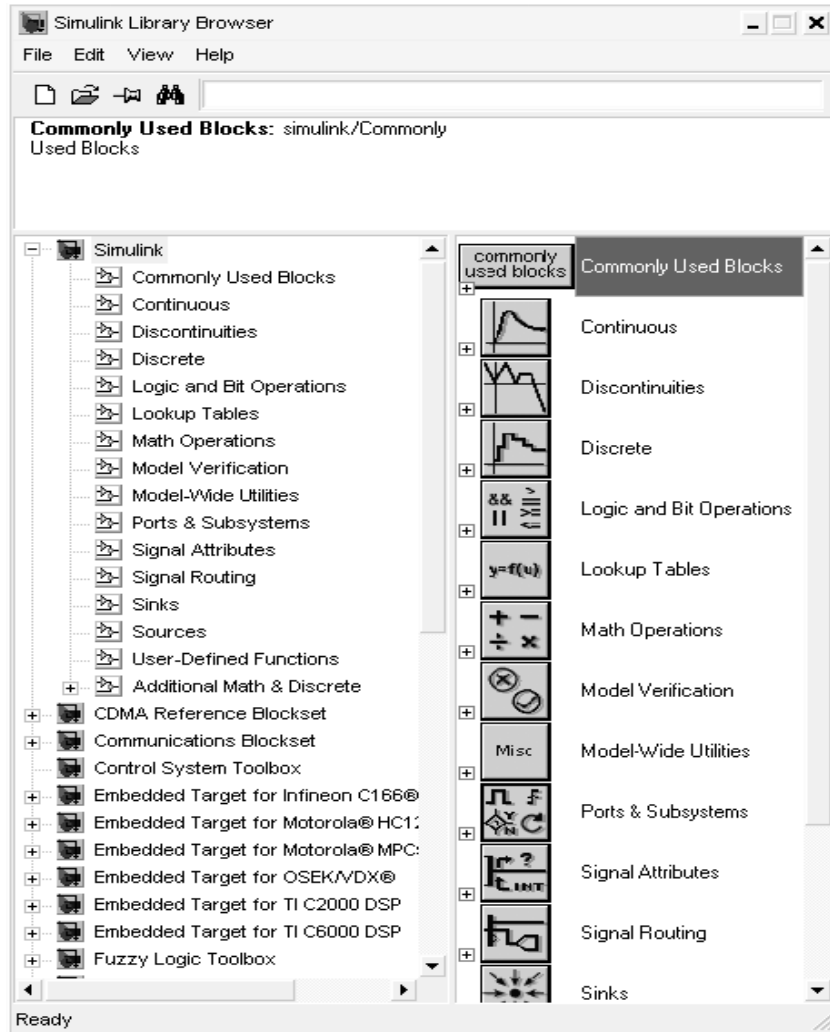 Simulink Library Browser
File Edit View Help
Commonly Used Blocks: simulink/Commonly
Used Blocks
Simulink
Commonly Used Blocks
Continuous
Discontinuities
Discrete
Logic and Bit Operations
Lookup Tables
Math Operations
Model Verification
Model-Wide Utilities
Ports & Subsystems
Signal Attributes
Signal Routing
Sinks
Sources
User-Defined Functions
Additional Math & Discrete
CDMA Reference Blockset
Communications Blockset
Control System Toolbox
Embedded Target for Infineon C166®
Embedded Target for Motorola® HC12
Embedded Target for Motorola® MPC
Embedded Target for OSEK/VDX®
Embedded Target for TI C2000 DSP
Embedded Target for TI C6000 DSP
Fuzzy Logic Toolbox
commonly
used blocks
Commonly Used Blocks
Continuous
Discontinuities
Discrete
&& > || >= <=
Logic and Bit Operations
y=f(u)
Lookup Tables
+ − ÷ ×
Math Operations
Model Verification
Misc
Model-Wide Utilities
Y
N
Ports & Subsystems
?
INT
Signal Attributes
Signal Routing
Sinks
Ready